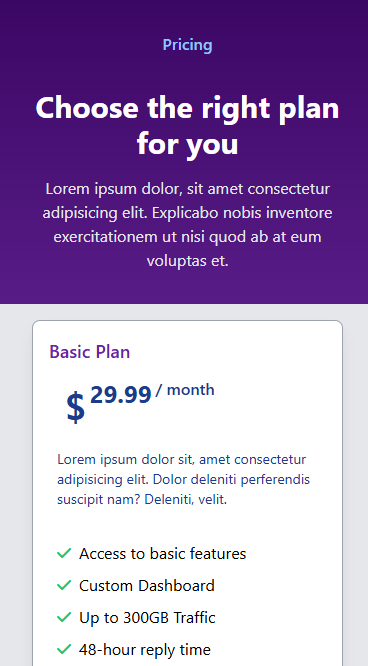 Pricing
Choose the right plan
for you
Lorem ipsum dolor, sit amet consectetur
adipisicing elit. Explicabo nobis inventore
exercitationem ut nisi quod ab at eum
voluptas et.
Basic Plan
$ 29.99 / month
Lorem ipsum dolor sit, amet consectetur
adipisicing elit. Dolor deleniti perferendis
suscipit nam? Deleniti, velit.
Access to basic features
Custom Dashboard
Up to 300GB Traffic
48-hour reply time